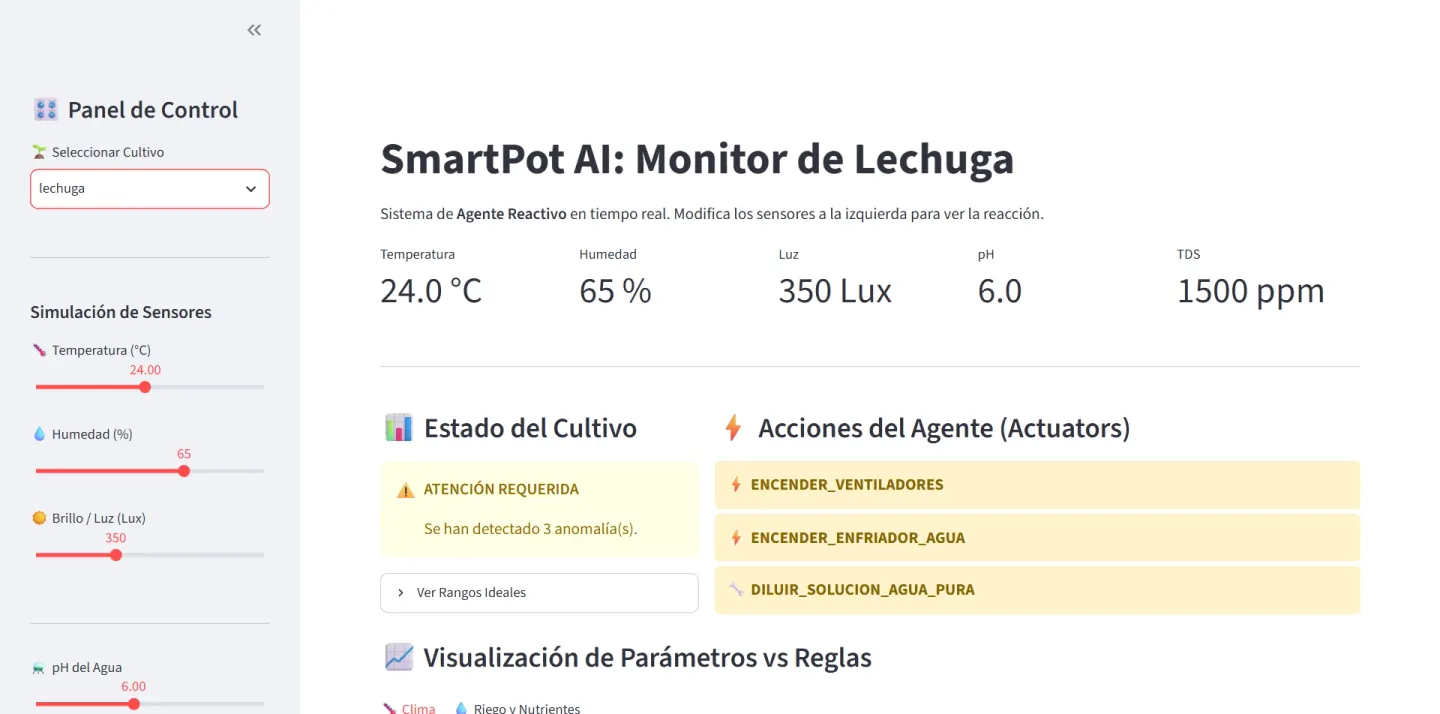 Panel de Control
Seleccionar Cultivo
lechuga
Simulación de Sensores
Temperatura (°C)
24.00
Humedad (%)
65
Brillo / Luz (Lux)
350
pH del Agua
6.00
SmartPot AI: Monitor de Lechuga
Sistema de Agente Reactivo en tiempo real. Modifica los sensores a la izquierda para ver la reacción.
Temperatura Humedad Luz pH TDS
24.0 °C 65 % 350 Lux 6.0 1500 ppm
Estado del Cultivo
ATENCIÓN REQUERIDA
Se han detectado 3 anomalía(s).
Ver Rangos Ideales
Acciones del Agente (Actuators)
ENCENDER_VENTILADORES
ENCENDER_ENFRIADOR_AGUA
DILUIR_SOLUCION_AGUA_PURA
Visualización de Parámetros vs Reglas
Clima Riego y Nutrientes